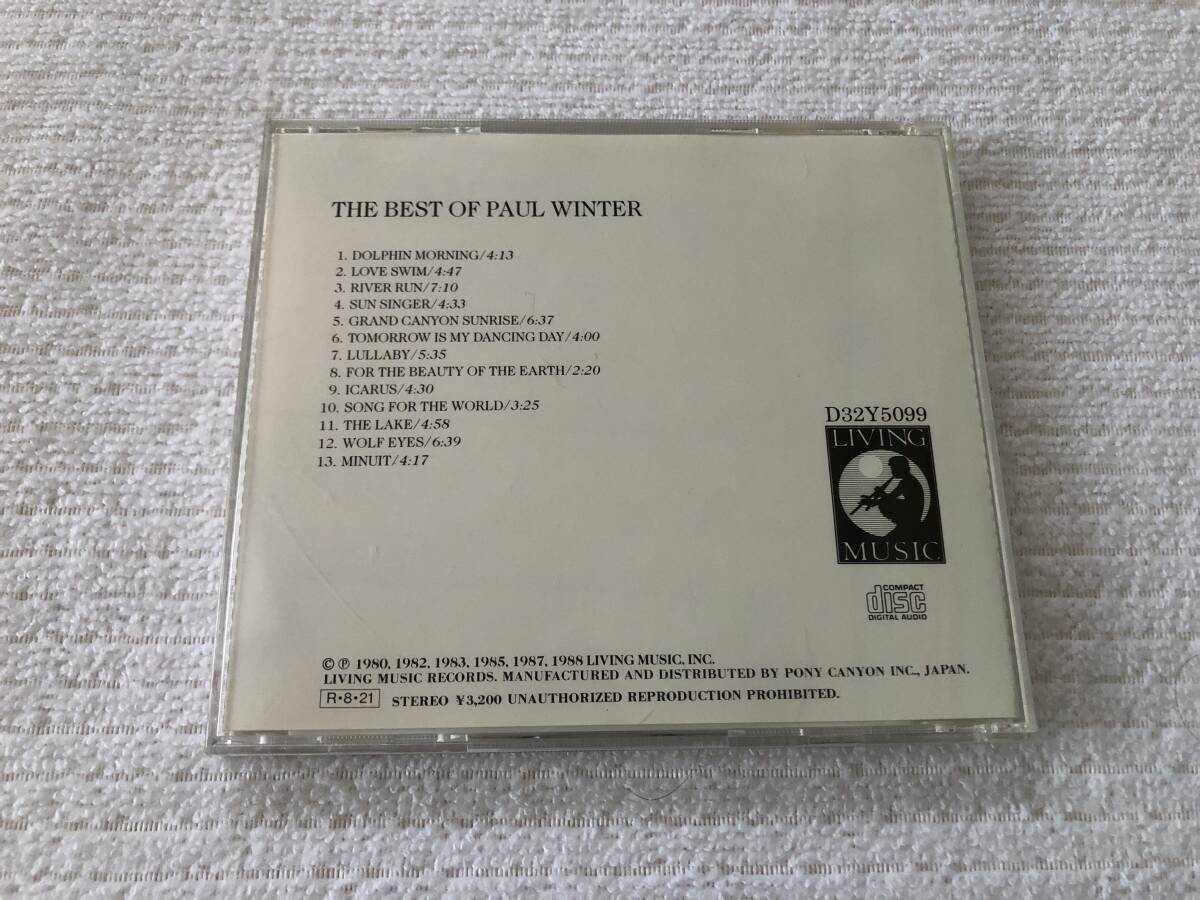 THE BEST OF PAUL WINTER
1. DOLPHIN MORNING/4:13
2. LOVE SWIM/4:47
3. RIVER RUN/7:10
4. SUN SINGER/4:33
5. GRAND CANYON SUNRISE/6:37
6. TOMORROW IS MY DANCING DAY/4:00
7. LULLABY/5:35
8. FOR THE BEAUTY OF THE EARTH/2:20
9. ICARUS/4:30
10. SONG FOR THE WORLD/3:25
11. THE LAKE/4:58
12. WOLF EYES/6:39
13. MINUIT/4:17
D32Y5099
LIVING
MUSIC
COMPACT
disc
DIGITAL AUDIO
© ℗ 1980, 1982, 1983, 1985, 1987, 1988 LIVING MUSIC, INC.
LIVING MUSIC RECORDS. MANUFACTURED AND DISTRIBUTED BY PONY CANYON INC., JAPAN.
R・8・21 STEREO ¥3,200 UNAUTHORIZED REPRODUCTION PROHIBITED.